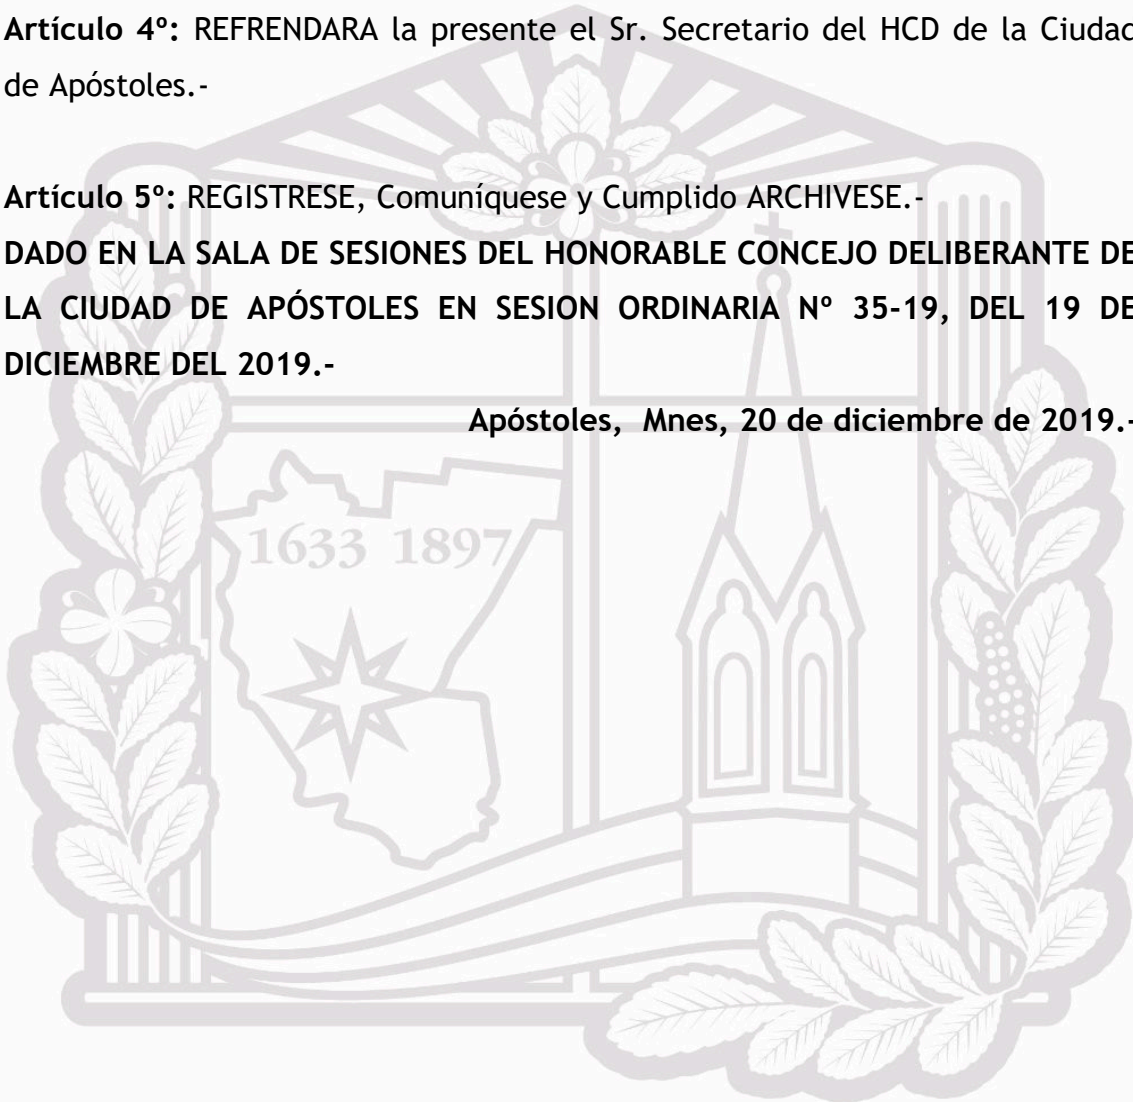 Artículo 4º: REFRENDARA la presente el Sr. Secretario del HCD de la Ciudad
de Apóstoles.-
Artículo 5º: REGISTRESE, Comuníquese y Cumplido ARCHIVESE.-
DADO EN LA SALA DE SESIONES DEL HONORABLE CONCEJO DELIBERANTE DE
LA CIUDAD DE APÓSTOLES EN SESION ORDINARIA Nº 35-19, DEL 19 DE
DICIEMBRE DEL 2019.-
Apóstoles, Mnes, 20 de diciembre de 2019.-
1633 1897